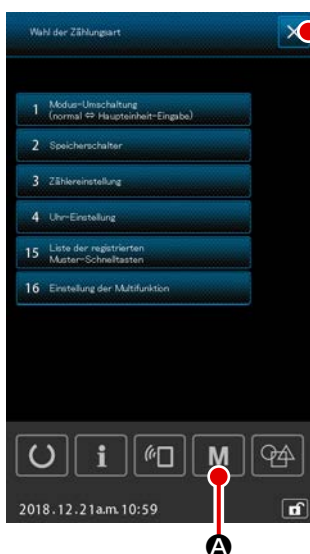 Wahl der Zählungsart
1 Modus-Umschaltung
(normal ⇔ Haupteinheit-Eingabe)
2 Speicherschalter
3 Zählereinstellung
4 Uhr-Einstellung
15 Liste der registrierten
Muster-Schnelltasten
16 Einstellung der Multifunktion
i M
2018.12.21a.m.10:59
A